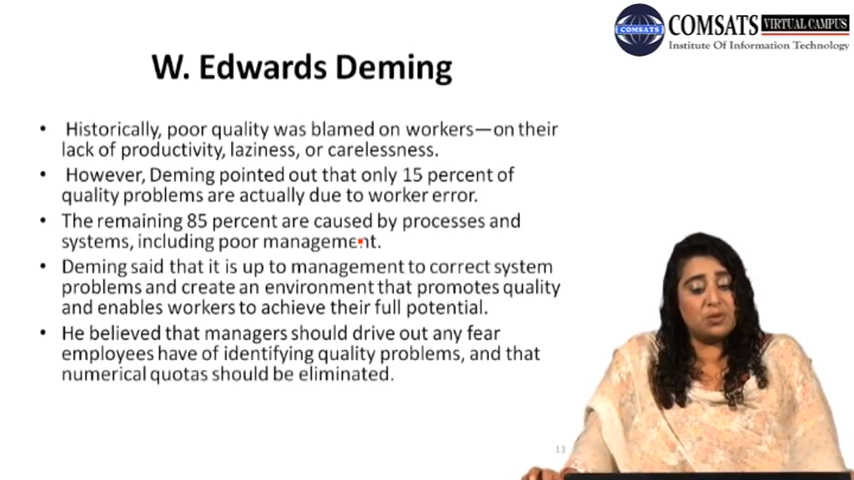 COMSATS VIRTUAL CAMPUS
COMSATS
Institute Of Information Technology
W. Edwards Deming
• Historically, poor quality was blamed on workers—on their
lack of productivity, laziness, or carelessness.
• However, Deming pointed out that only 15 percent of
quality problems are actually due to worker error.
• The remaining 85 percent are caused by processes and
systems, including poor management.
• Deming said that it is up to management to correct system
problems and create an environment that promotes quality
and enables workers to achieve their full potential.
• He believed that managers should drive out any fear
employees have of identifying quality problems, and that
numerical quotas should be eliminated.
13